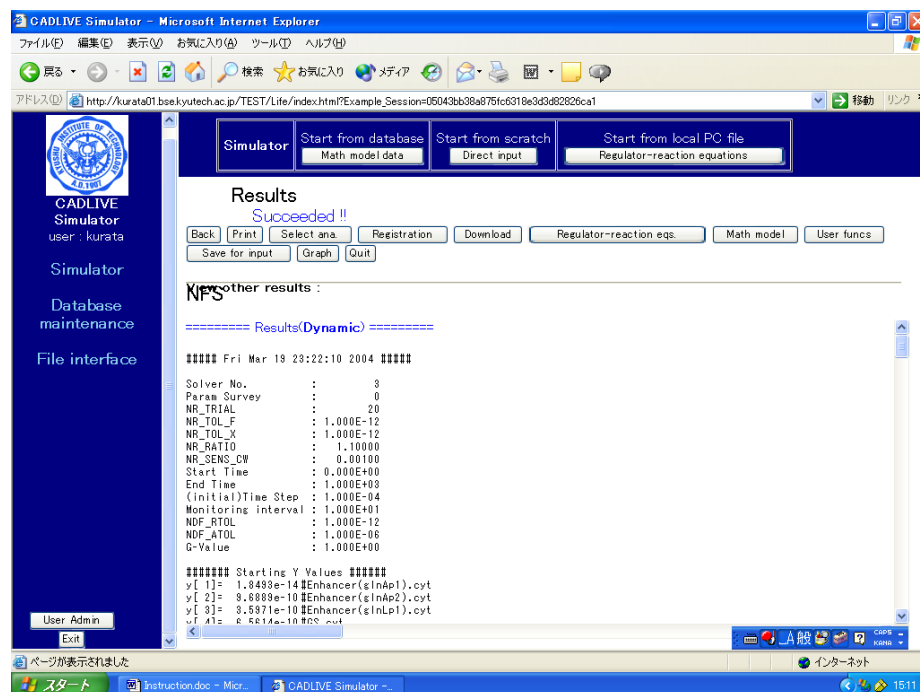 CADLIVE Simulator - Microsoft Internet Explorer
ファイル(F) 編集(E) 表示(V) お気に入り(A) ツール(T) ヘルプ(H)
戻る 検索 お気に入り メディア
アドレス(D) http://kurata01.bse.kyutech.ac.jp/TEST/Life/index.html?Example_Session=05043bb38a875fc6318e3d3d82826ca1 移動 リンク
A.D.1907
CADLIVE
Simulator
user : kurata
Simulator
Database
maintenance
File interface
User Admin
Exit
Simulator Start from database Start from scratch Start from local PC file
Math model data Direct input Regulator-reaction equations
Results
Succeeded !!
Back Print Select ana. Registration Download Regulator-reaction eqs. Math model User funcs
Save for input Graph Quit
View other results :
NFS
========= Results(Dynamic) =========
##### Fri Mar 19 23:22:10 2004 #####
Solver No. : 3
Param Survey : 0
NR_TRIAL : 20
NR_TOL_F : 1.000E-12
NR_TOL_X : 1.000E-12
NR_RATIO : 1.10000
NR_SENS_CW : 0.00100
Start Time : 0.000E+00
End Time : 1.000E+03
(initial)Time Step : 1.000E-04
Monitoring interval : 1.000E+01
NDF_RTOL : 1.000E-12
NDF_ATOL : 1.000E-06
G-Value : 1.000E+00
####### Starting Y Values ######
y[ 1]= 1.8493e-14#Enhancer(glnAp1).cyt
y[ 2]= 9.6889e-10#Enhancer(glnAp2).cyt
y[ 3]= 3.5971e-10#Enhancer(glnLp1).cyt
y[ 4]= 6.5614e-10#GS.cyt
A 般 CAPS
KANA
ページが表示されました インターネット
スタート Instruction.doc - Micr... CADLIVE Simulator -... 15:11